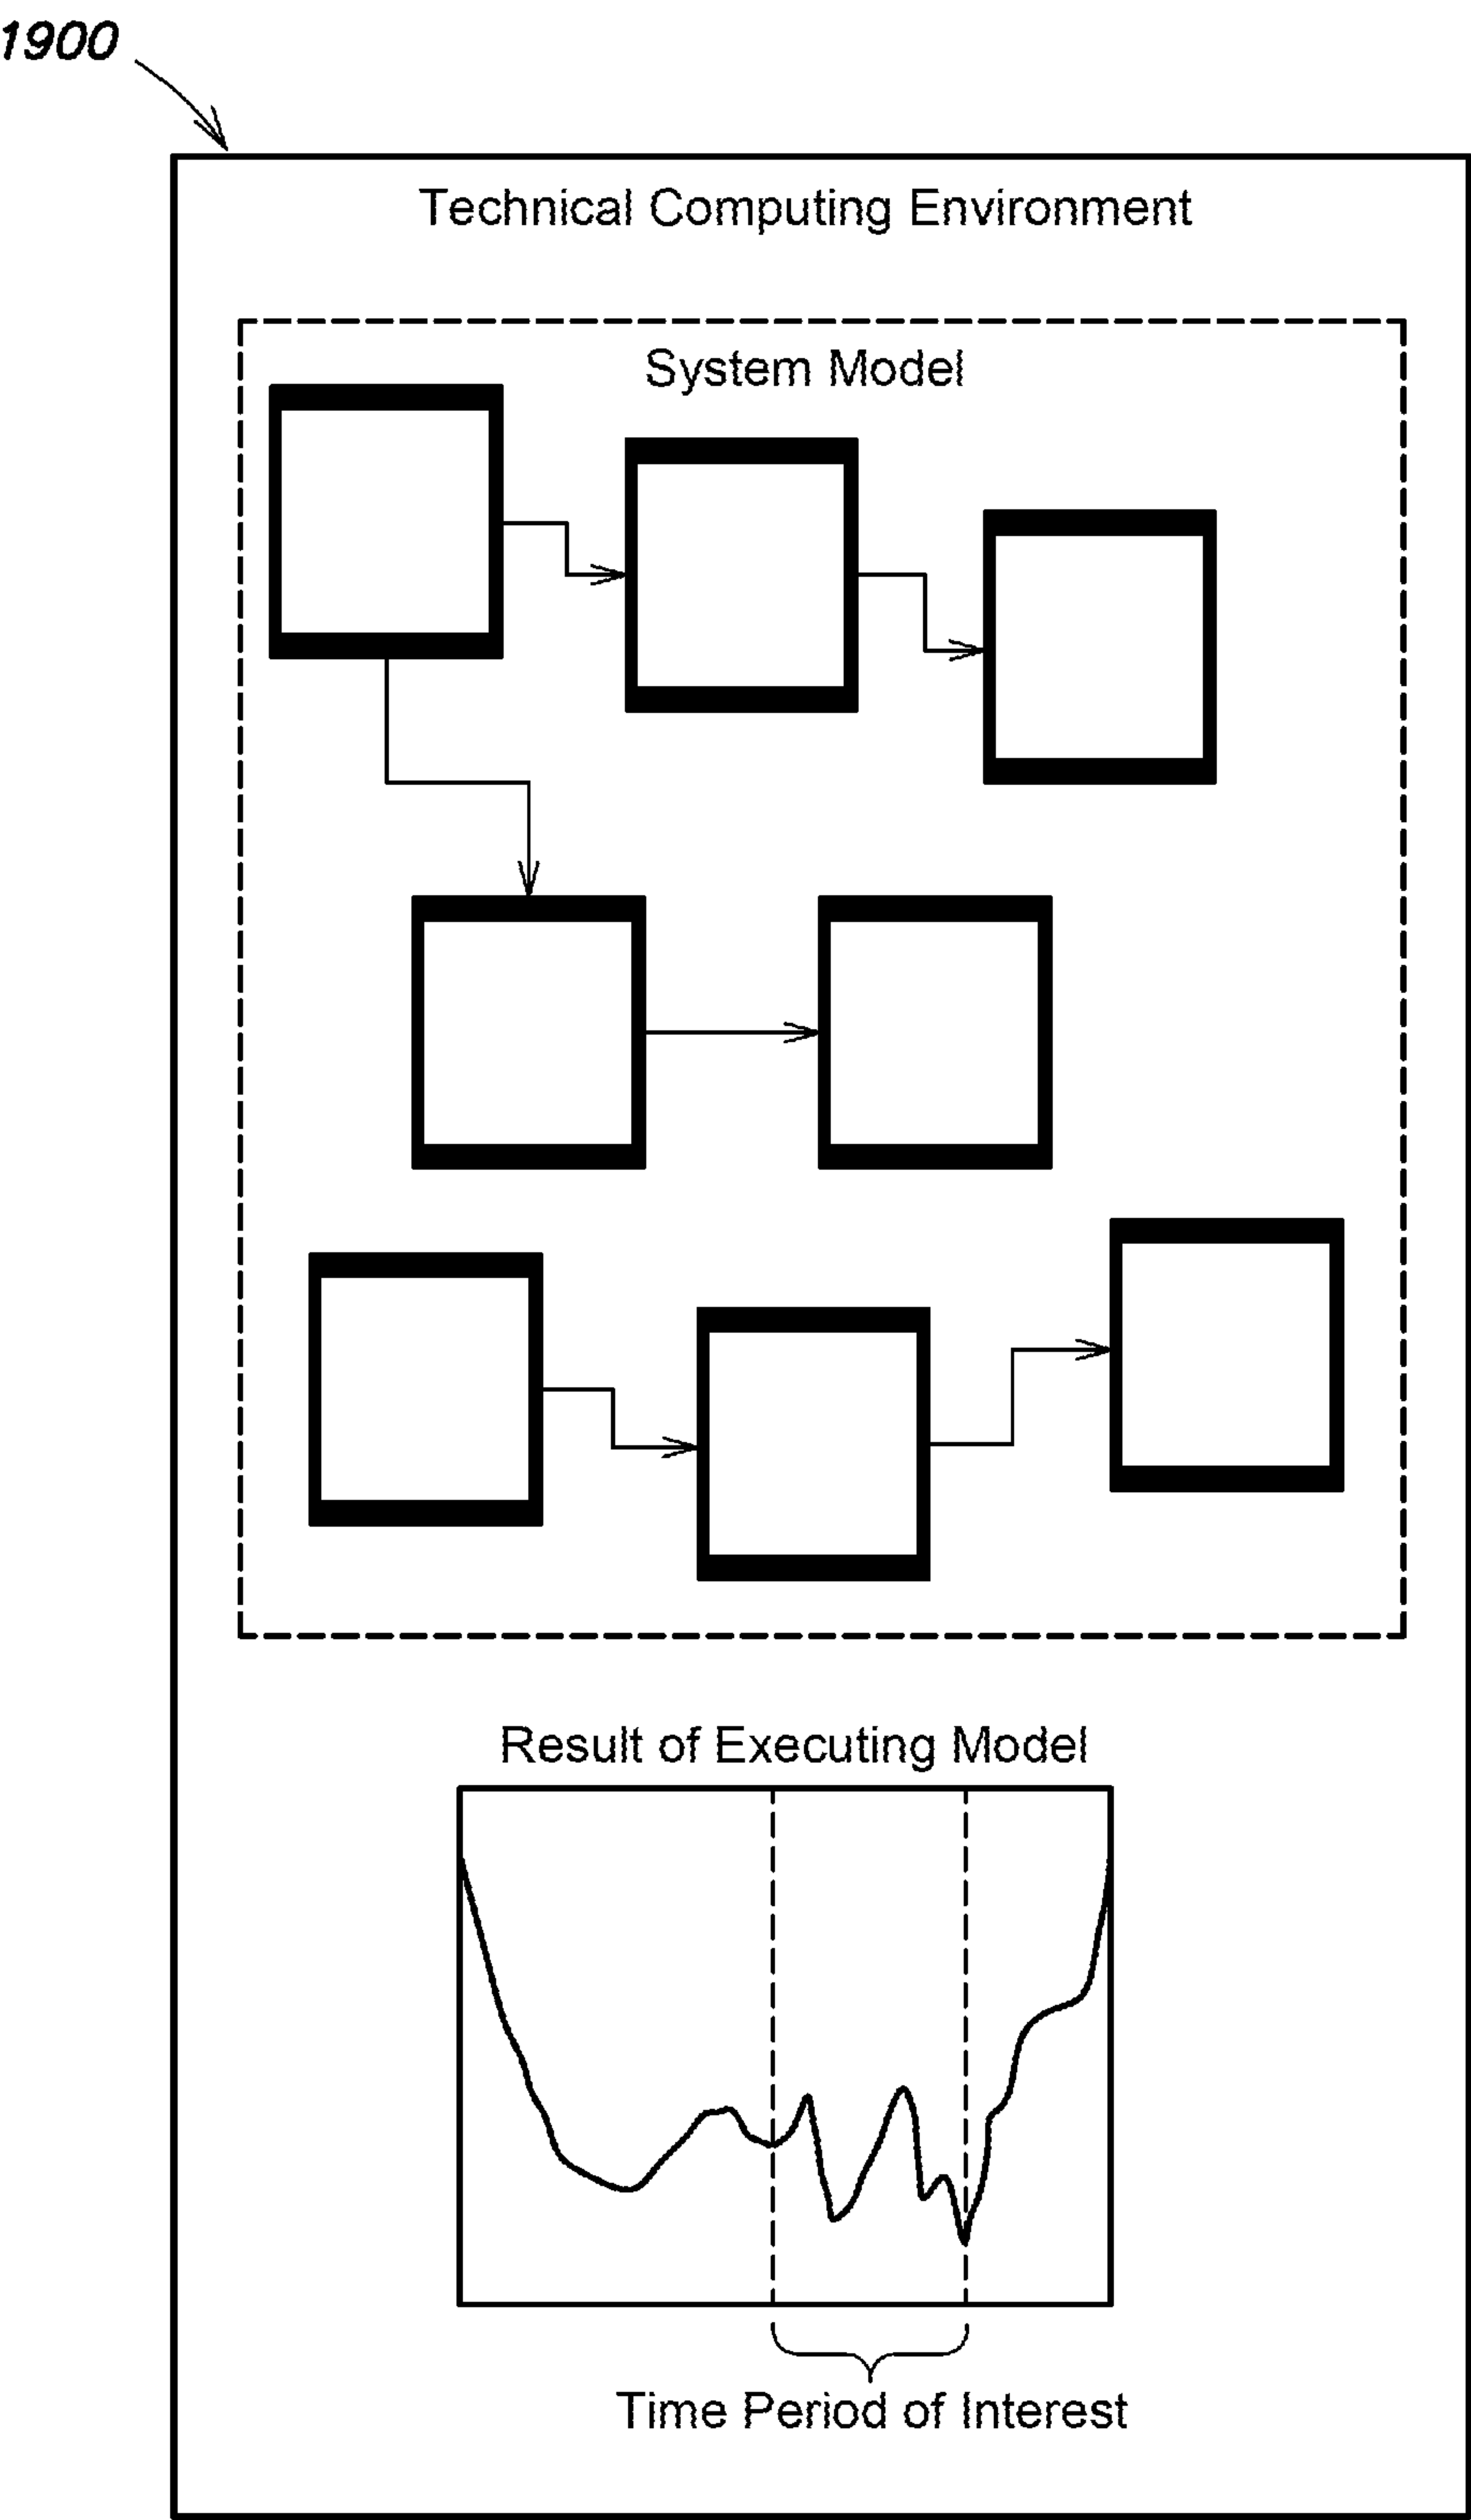 1900
Technical Computing Environment
System Model
Result of Executing Model
Time Period of Interest